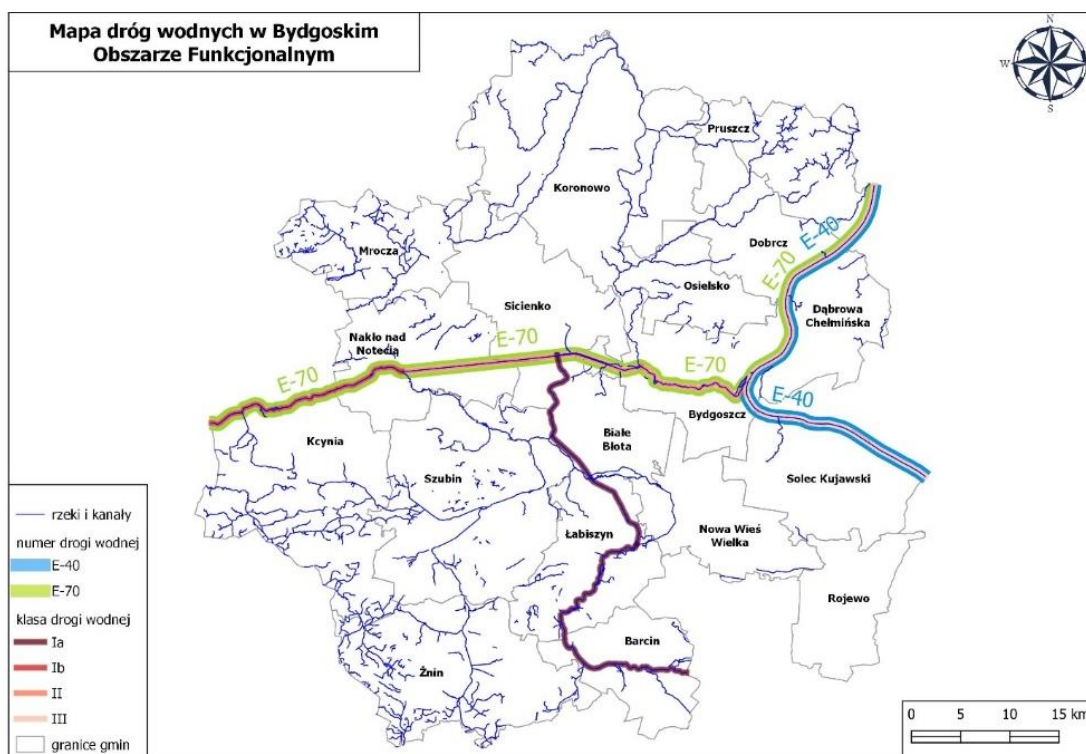 Mapa dróg wodnych w Bydgoskim
Obszarze Funkcjonalnym
N
W
E
S
Pruszcz
Koronowo
Mrocza
Dobrcz
E-40
E-70
Osielsko
Sicienko
Dąbrowa
Chełmińska
Nakło nad
Notecią
E-70
E-70
E-70
E-40
Bydgoszcz
Kcynia
Białe
Błota
Szubin
Solec Kujawski
Łabiszyn
Nowa Wieś
Wielka
Rojewo
Barcin
Żnin
rzeki i kanały
numer drogi wodnej
E-40
E-70
klasa drogi wodnej
Ia
Ib
II
III
granice gmin
0 5 10 15 km